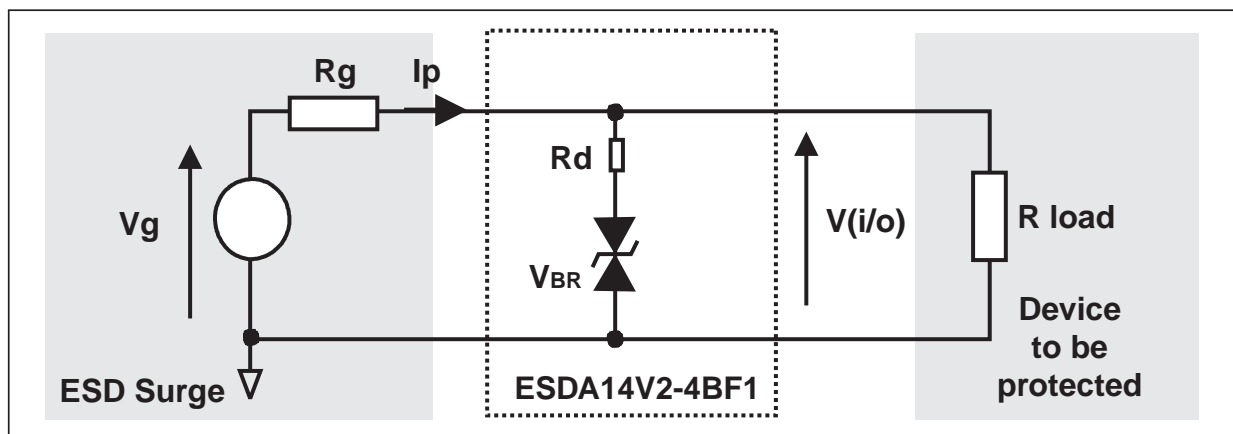 Rg
Ip
Rd
Vg
VBR
V(i/o)
R load
Device
to be
protected
ESD Surge
ESDA14V2-4BF1